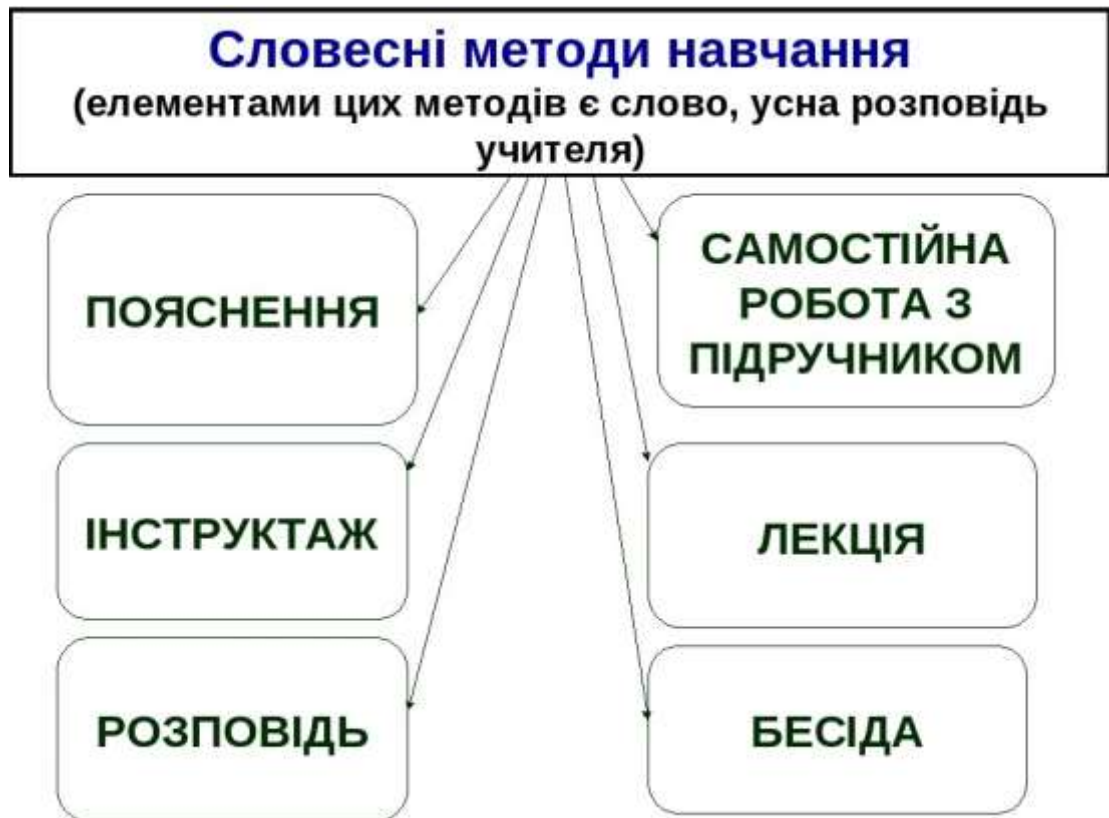 Словесні методи навчання
(елементами цих методів є слово, усна розповідь
учителя)
ПОЯСНЕННЯ
ІНСТРУКТАЖ
РОЗПОВІДЬ
САМОСТІЙНА
РОБОТА З
ПІДРУЧНИКОМ
ЛЕКЦІЯ
БЕСІДА